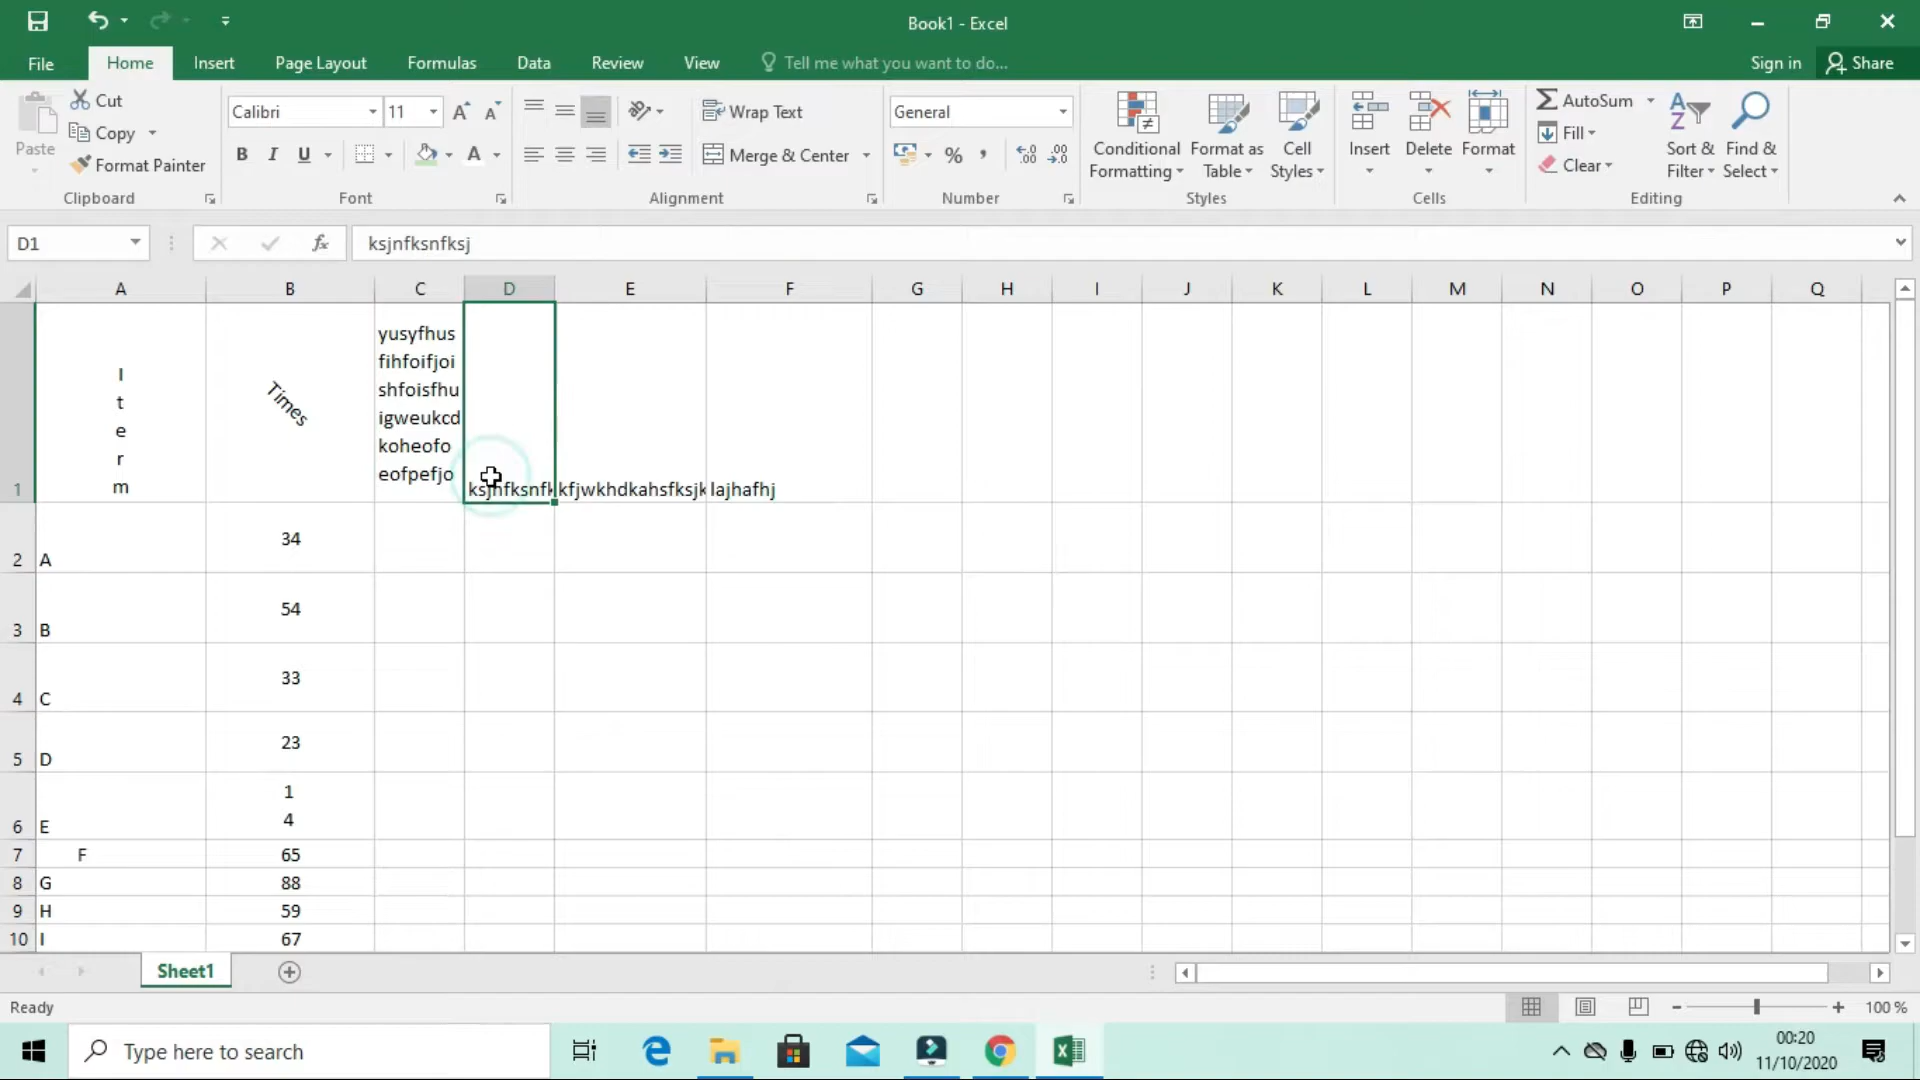 Book1 - Excel
File Home Insert Page Layout Formulas Data Review View Tell me what you want to do... Sign in Share
Paste Cut
Copy
Format Painter
Clipboard
Calibri 11
B I U A
Font
Wrap Text
Merge & Center
Alignment
General
% ,
Number
Conditional Formatting
Format as Table
Cell Styles
Styles
Insert Delete Format
Cells
AutoSum
Fill
Clear
Sort & Filter
Find & Select
Editing
D1 fx ksjnfksnfksj
A B C D E F G H I J K L M N O P Q
1
I
t
e
r
m
Times
yusyfhus
fihfoifjoi
shfoisfhu
igweukcd
koheofo
eofpefjo
ksjnfksnfk kfjwkhdkahsfksjk lajhafhj
2 A 34
3 B 54
4 C 33
5 D 23
6 E 1
4
7 F 65
8 G 88
9 H 59
10 I 67
Sheet1
Ready 100 %
Type here to search
00:20
11/10/2020